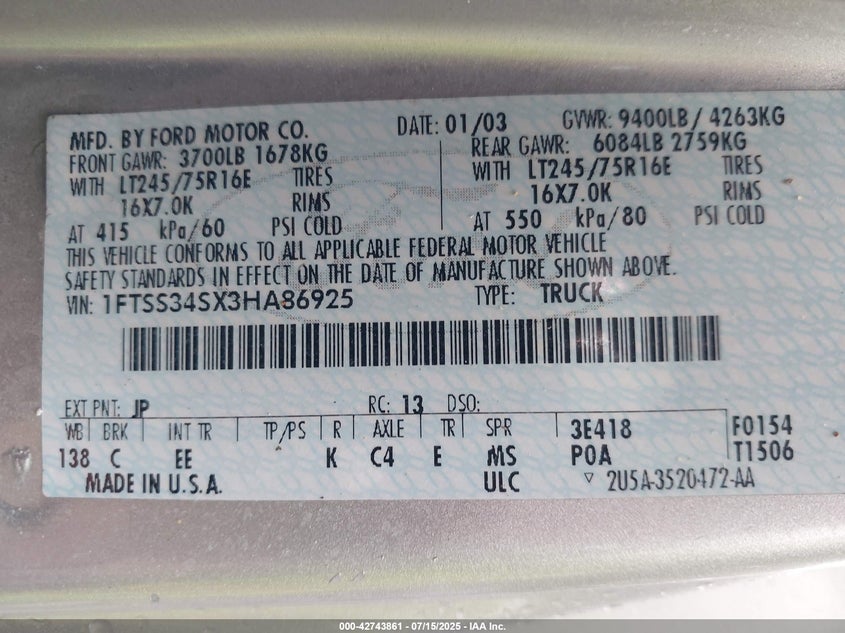 MFD. BY FORD MOTOR CO. DATE: 01/03 GVWR: 9400LB / 4263KG
FRONT GAWR: 3700LB 1678KG REAR GAWR: 6084LB 2759KG
WITH LT245/75R16E TIRES WITH LT245/75R16E TIRES
16X7.0K RIMS 16X7.0K RIMS
AT 415 kPa/60 PSI COLD AT 550 kPa/80 PSI COLD
THIS VEHICLE CONFORMS TO ALL APPLICABLE FEDERAL MOTOR VEHICLE
SAFETY STANDARDS IN EFFECT ON THE DATE OF MANUFACTURE SHOWN ABOVE.
VIN: 1FTSS34SX3HA86925 TYPE: TRUCK
EXT PNT: JP RC: 13 DSO:
WB BRK INT TR TP/PS R AXLE TR SPR 3E418 F0154
138 C EE K C4 E MS P0A T1506
MADE IN U.S.A. ULC ▽ 2U5A-3520472-AA
000-42743861 - 07/15/2025 - IAA Inc.